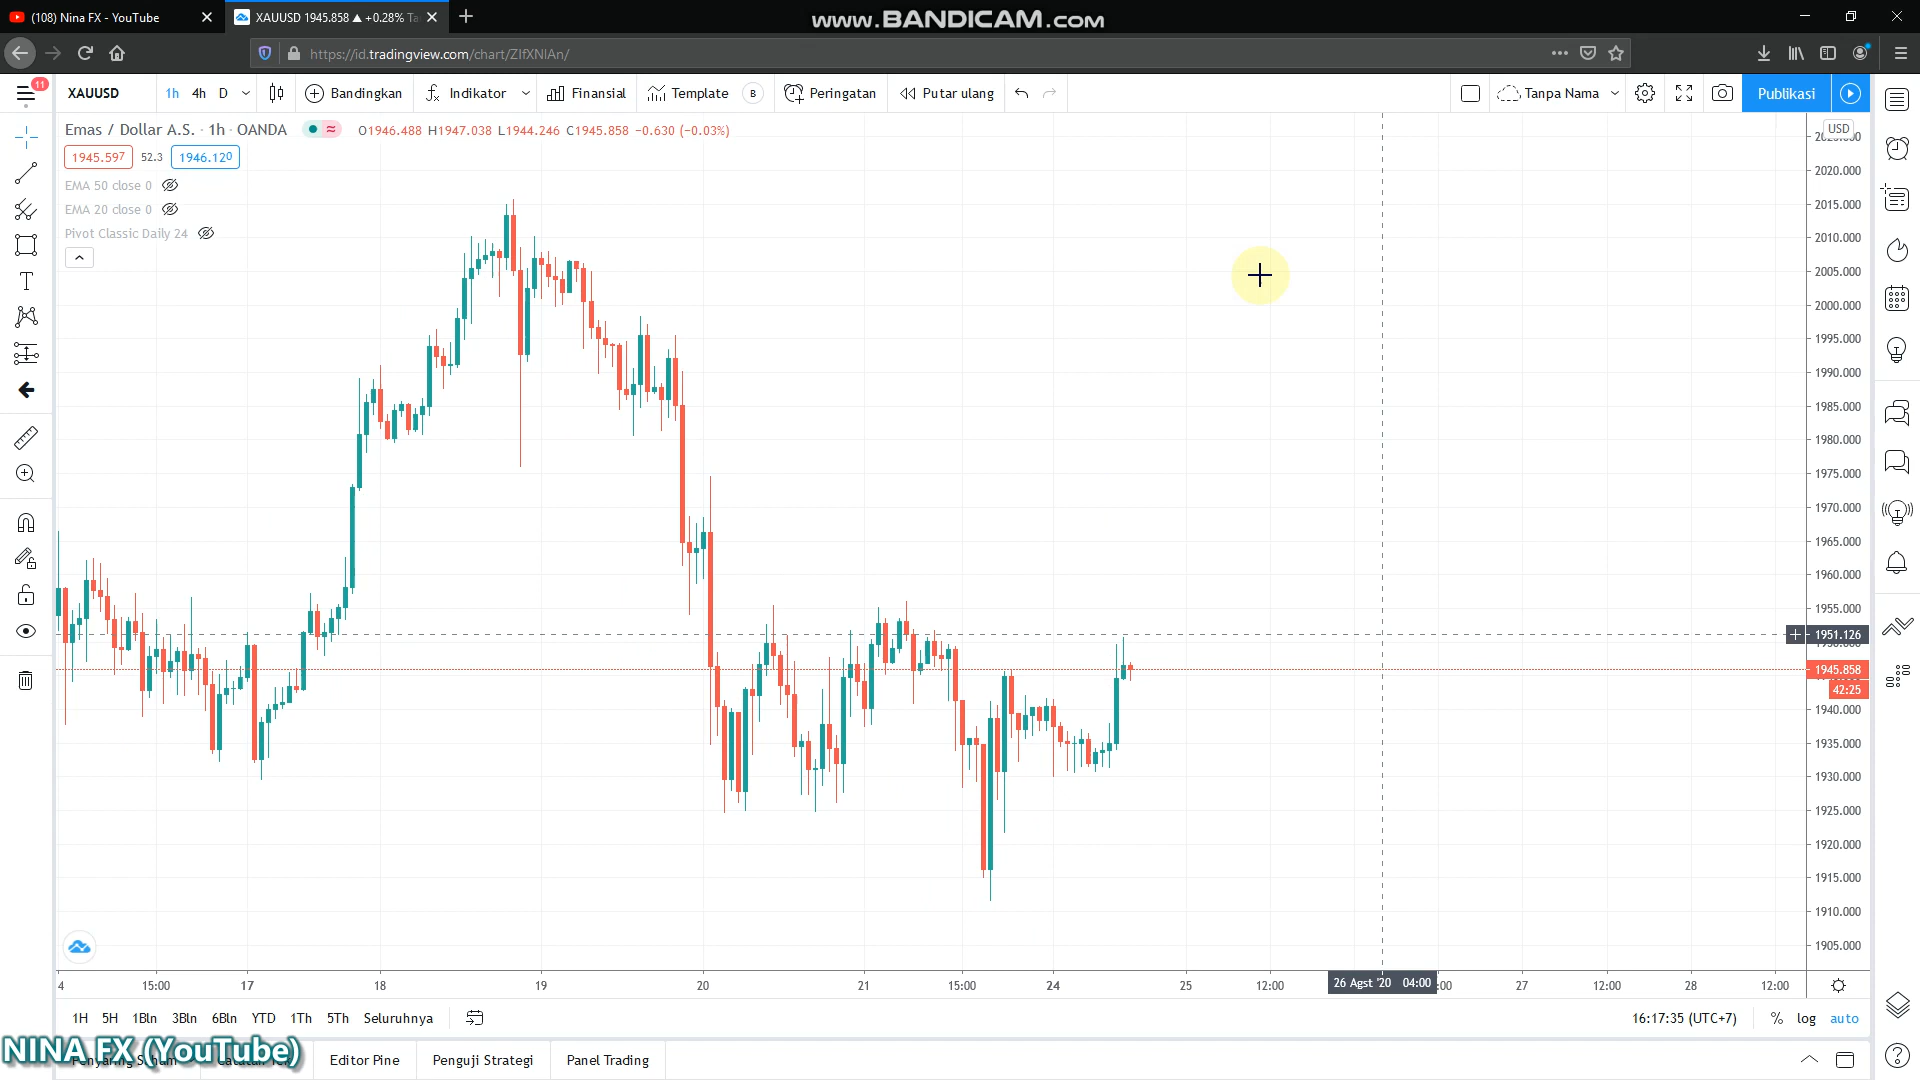 (108) Nina FX - YouTube
XAUUSD 1945.858 ▲ +0.28% Ta
www.BANDICAM.com
https://id.tradingview.com/chart/ZIfXNIAn/
11
XAUUSD
1h 4h D
Bandingkan
Indikator
Finansial
Template
B
Peringatan
Putar ulang
Tanpa Nama
Publikasi
Emas / Dollar A.S. · 1h · OANDA
O1946.488 H1947.038 L1944.246 C1945.858 −0.630 (−0.03%)
1945.597 52.3 1946.120
EMA 50 close 0
EMA 20 close 0
Pivot Classic Daily 24
USD
2020.000
2015.000
2010.000
2005.000
2000.000
1995.000
1990.000
1985.000
1980.000
1975.000
1970.000
1965.000
1960.000
1955.000
1951.126
1945.858
42:25
1940.000
1935.000
1930.000
1925.000
1920.000
1915.000
1910.000
1905.000
4 15:00 17 18 19 20 21 15:00 24 25 12:00 26 Agst '20 04:00 :00 27 12:00 28 12:00
1H 5H 1Bln 3Bln 6Bln YTD 1Th 5Th Seluruhnya
16:17:35 (UTC+7) % log auto
NINA FX (YouTube)
Editor Pine Penguji Strategi Panel Trading